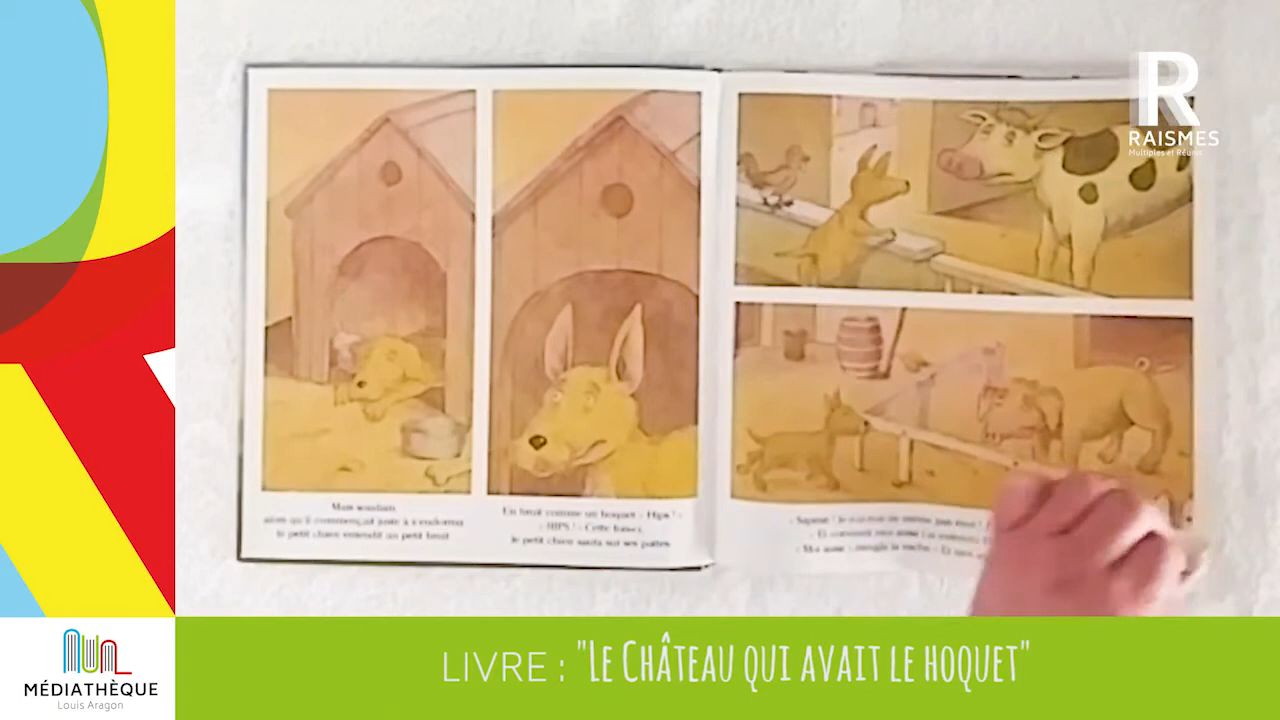 RAISMES
Multiples et Réunis
Mais soudain
alors qu'il commençait juste à s'endormir
le petit chien entendit un petit bruit
Un bruit comme un hoquet « Hips ! »
« HIPS ! » Cette fois-ci,
le petit chien sauta sur ses pattes
LIVRE : "LE CHÂTEAU QUI AVAIT LE HOQUET"
MÉDIATHÈQUE
Louis Aragon